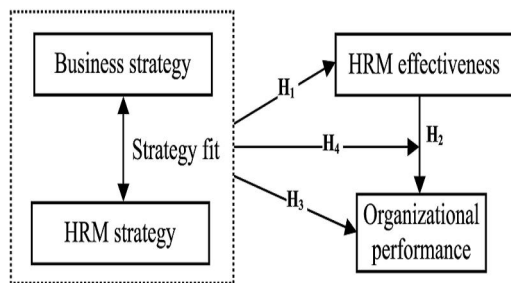 Business strategy
Strategy fit
HRM strategy
H1
H4
H3
HRM effectiveness
H2
Organizational
performance